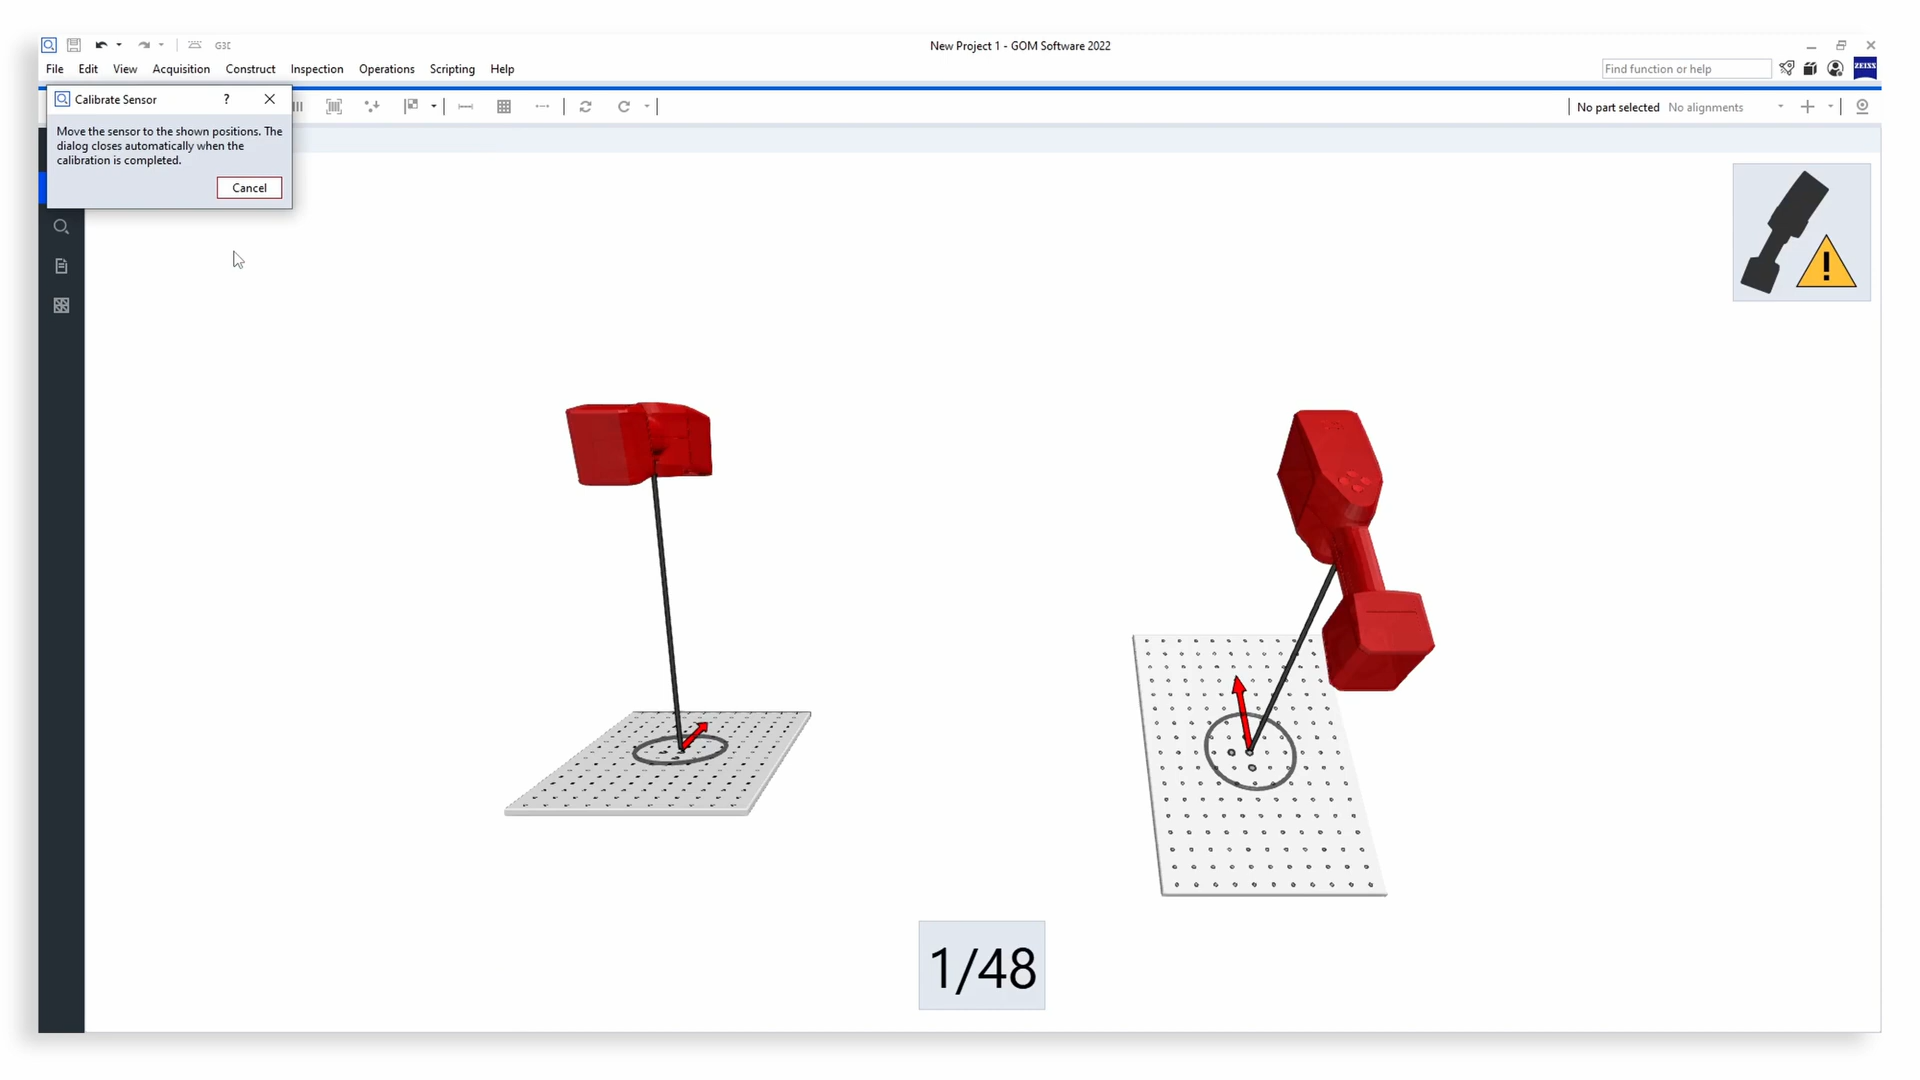 G3D
New Project 1 - GOM Software 2022
File Edit View Acquisition Construct Inspection Operations Scripting Help
Find function or help
ZEISS
Calibrate Sensor
?
No part selected No alignments
Move the sensor to the shown positions. The
dialog closes automatically when the
calibration is completed.
Cancel
!
1/48